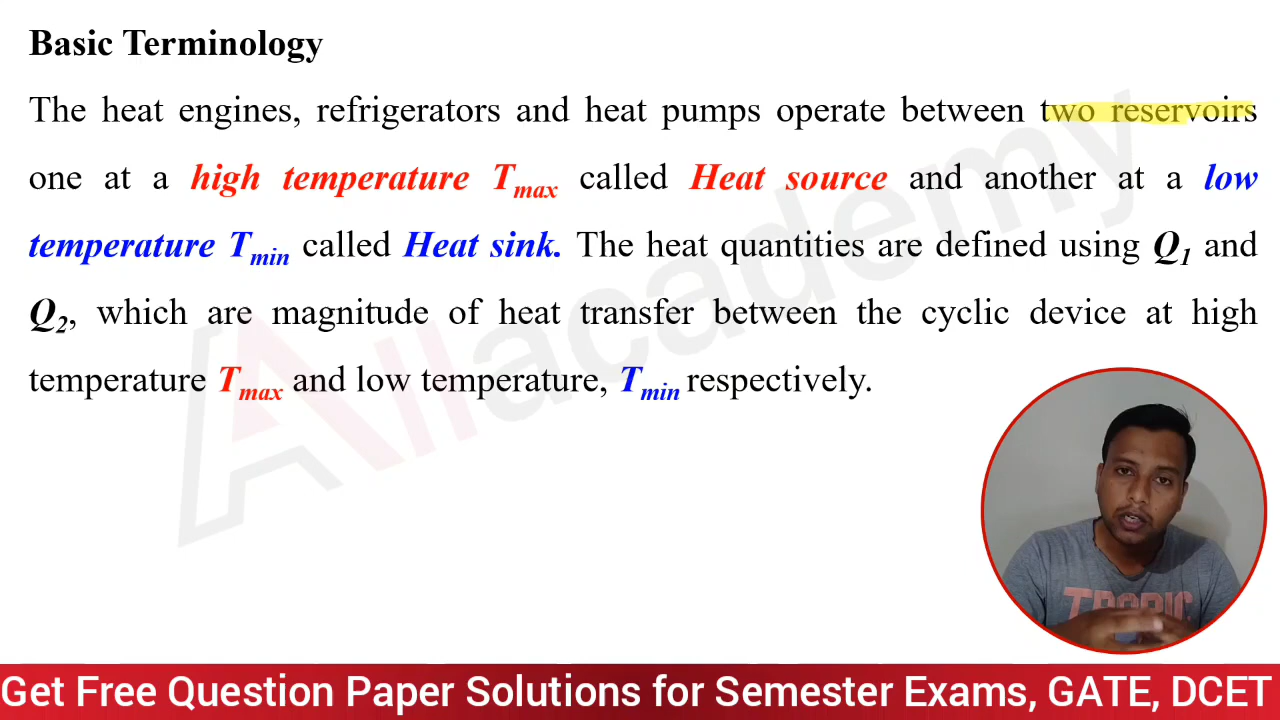 Basic Terminology
The heat engines, refrigerators and heat pumps operate between two reservoirs
one at a high temperature Tmax called Heat source and another at a low
temperature Tmin called Heat sink. The heat quantities are defined using Q1 and
Q2, which are magnitude of heat transfer between the cyclic device at high
temperature Tmax and low temperature, Tmin respectively.
Allacademy
TROPIC
Get Free Question Paper Solutions for Semester Exams, GATE, DCET